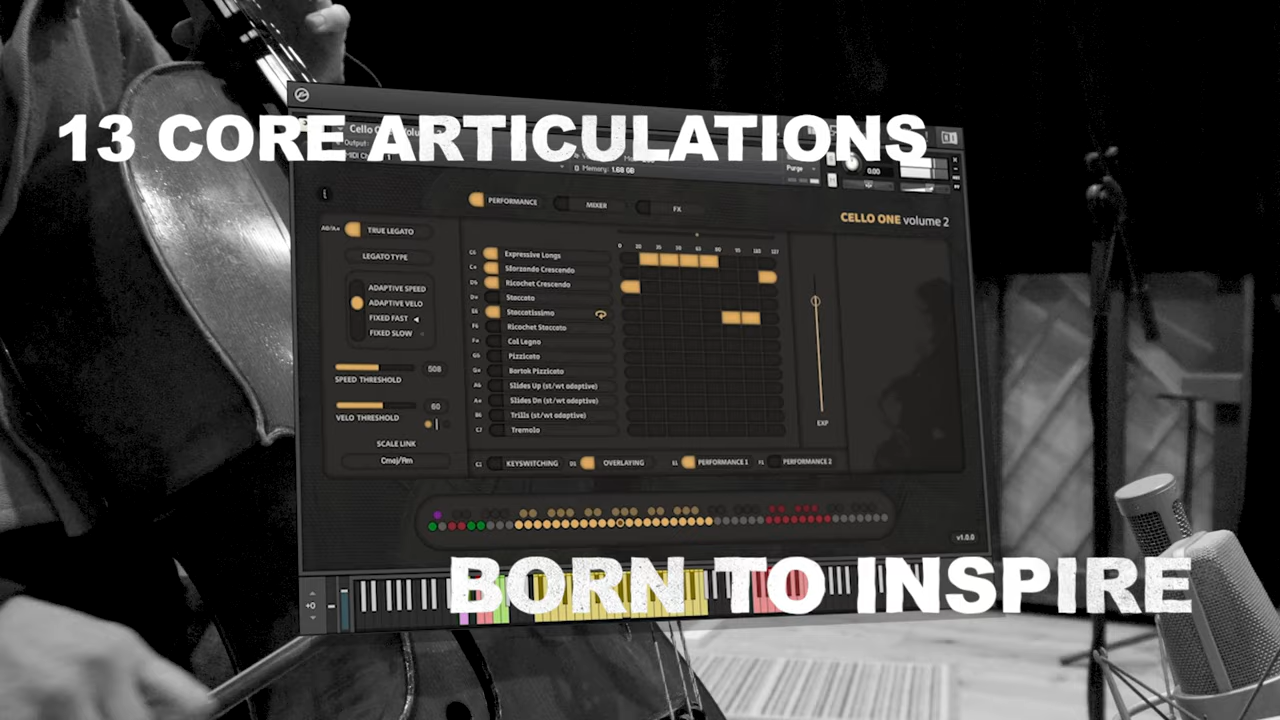 13 CORE ARTICULATIONS
Memory: 1.68 GB
Purge
0.00
PERFORMANCE
MIXER
FX
CELLO ONE volume 2
TRUE LEGATO
LEGATO TYPE
ADAPTIVE SPEED
ADAPTIVE VELO
FIXED FAST
FIXED SLOW
508
SPEED THRESHOLD
60
VELO THRESHOLD
SCALE LINK
Cmaj/Am
Expressive Longs
Sforzando Crescendo
Ricochet Crescendo
Staccato
Staccatissimo
Ricochet Staccato
Col Legno
Pizzicato
Bartok Pizzicato
Slides Up (st/wt adaptive)
Slides Dn (st/wt adaptive)
Trills (st/wt adaptive)
Tremolo
EXP
KEYSWITCHING
OVERLAYING
PERFORMANCE 1
PERFORMANCE 2
v1.0.0
+0
BORN TO INSPIRE